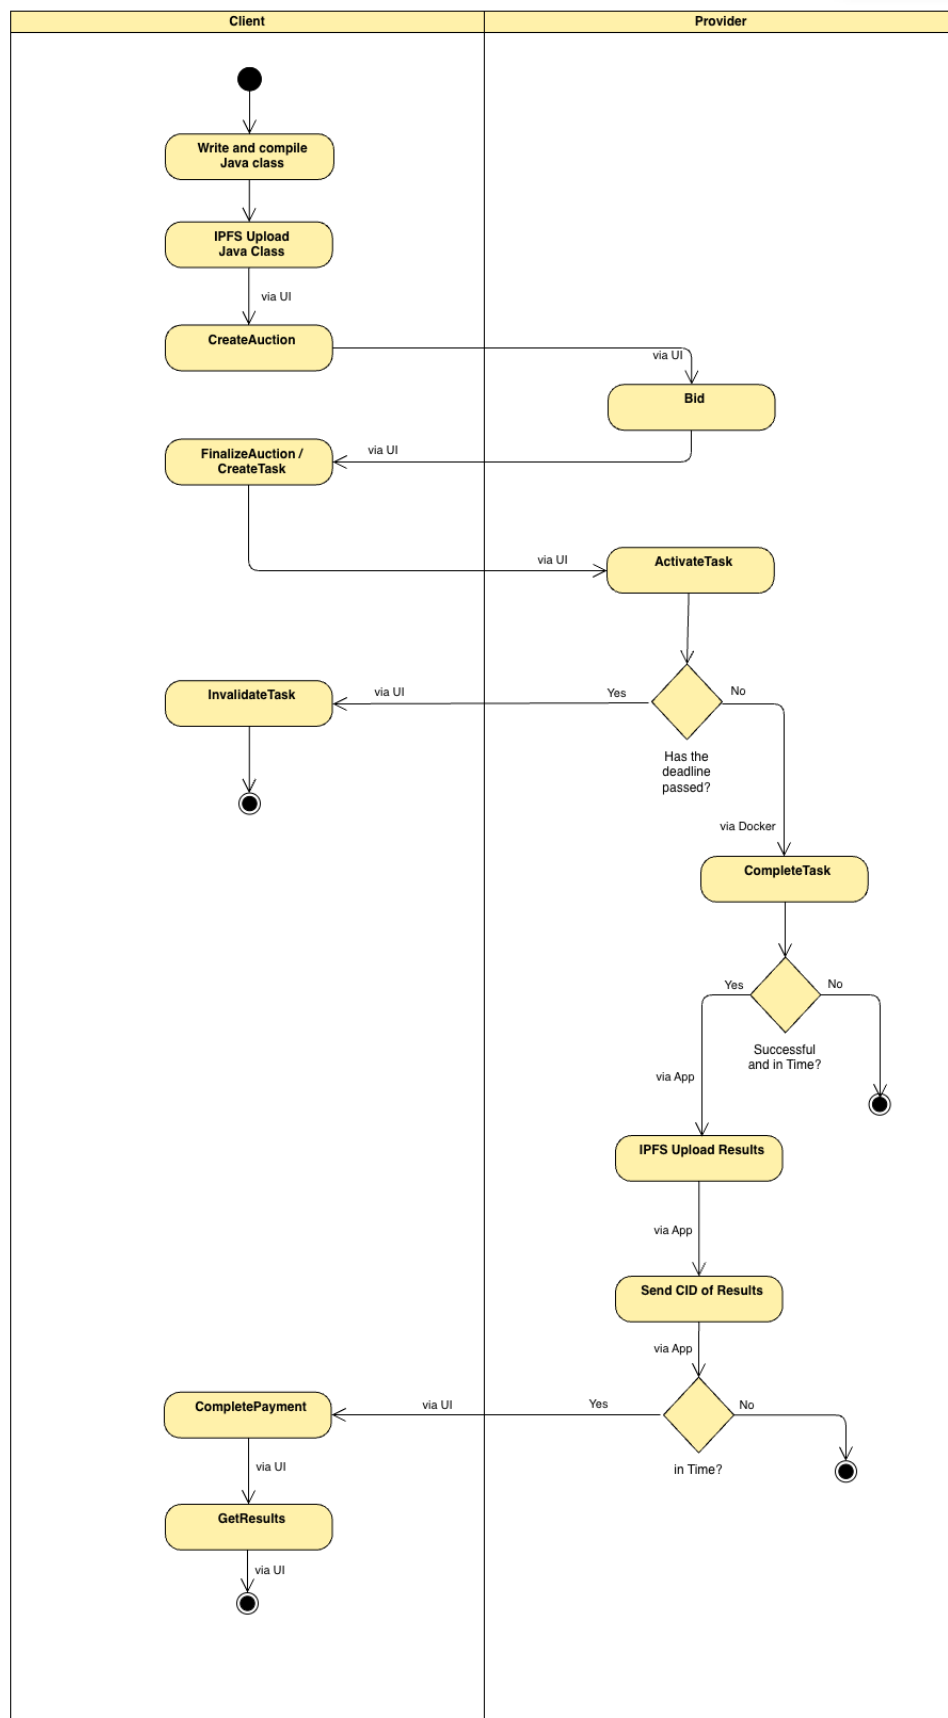 Client
Provider
Write and compile
Java class
IPFS Upload
Java Class
via UI
CreateAuction
via UI
Bid
FinalizeAuction /
CreateTask
via UI
via UI
ActivateTask
InvalidateTask
via UI
Yes
No
Has the
deadline
passed?
via Docker
CompleteTask
Yes
No
Successful
and in Time?
via App
IPFS Upload Results
via App
Send CID of Results
via App
CompletePayment
via UI
Yes
No
in Time?
via UI
GetResults
via UI